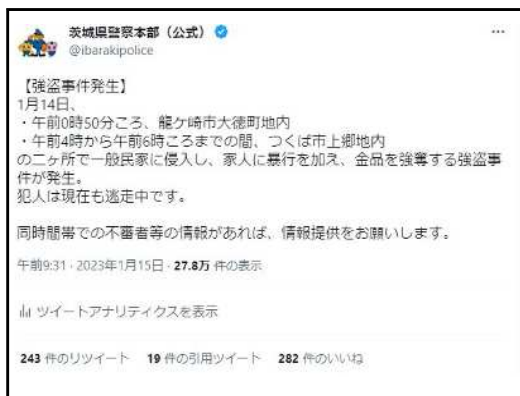 茨城県警察本部（公式）
@ibarakipolice
【強盗事件発生】
1月14日、
・午前0時50分ころ、龍ケ崎市大徳町地内
・午前4時から午前6時ころまでの間、つくば市上郷地内
の二ヶ所で一般民家に侵入し、家人に暴行を加え、金品を強奪する強盗事
件が発生。
犯人は現在も逃走中です。
同時間帯での不審者等の情報があれば、情報提供をお願いします。
午前9:31 · 2023年1月15日 · 27.8万 件の表示
ツイートアナリティクスを表示
243 件のリツイート 19 件の引用ツイート 282 件のいいね